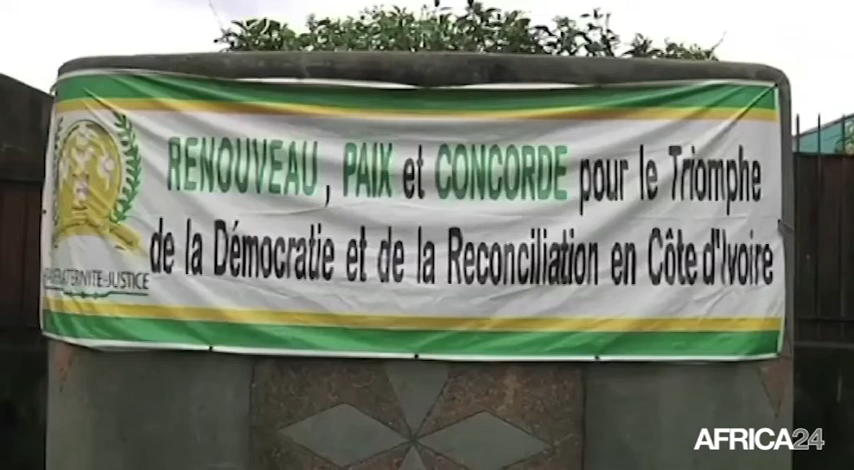 RENOUVEAU, PAIX et CONCORDE pour le Triomphe
de la Démocratie et de la Reconciliation en Côte d'Ivoire
JUSTICE
AFRICA24